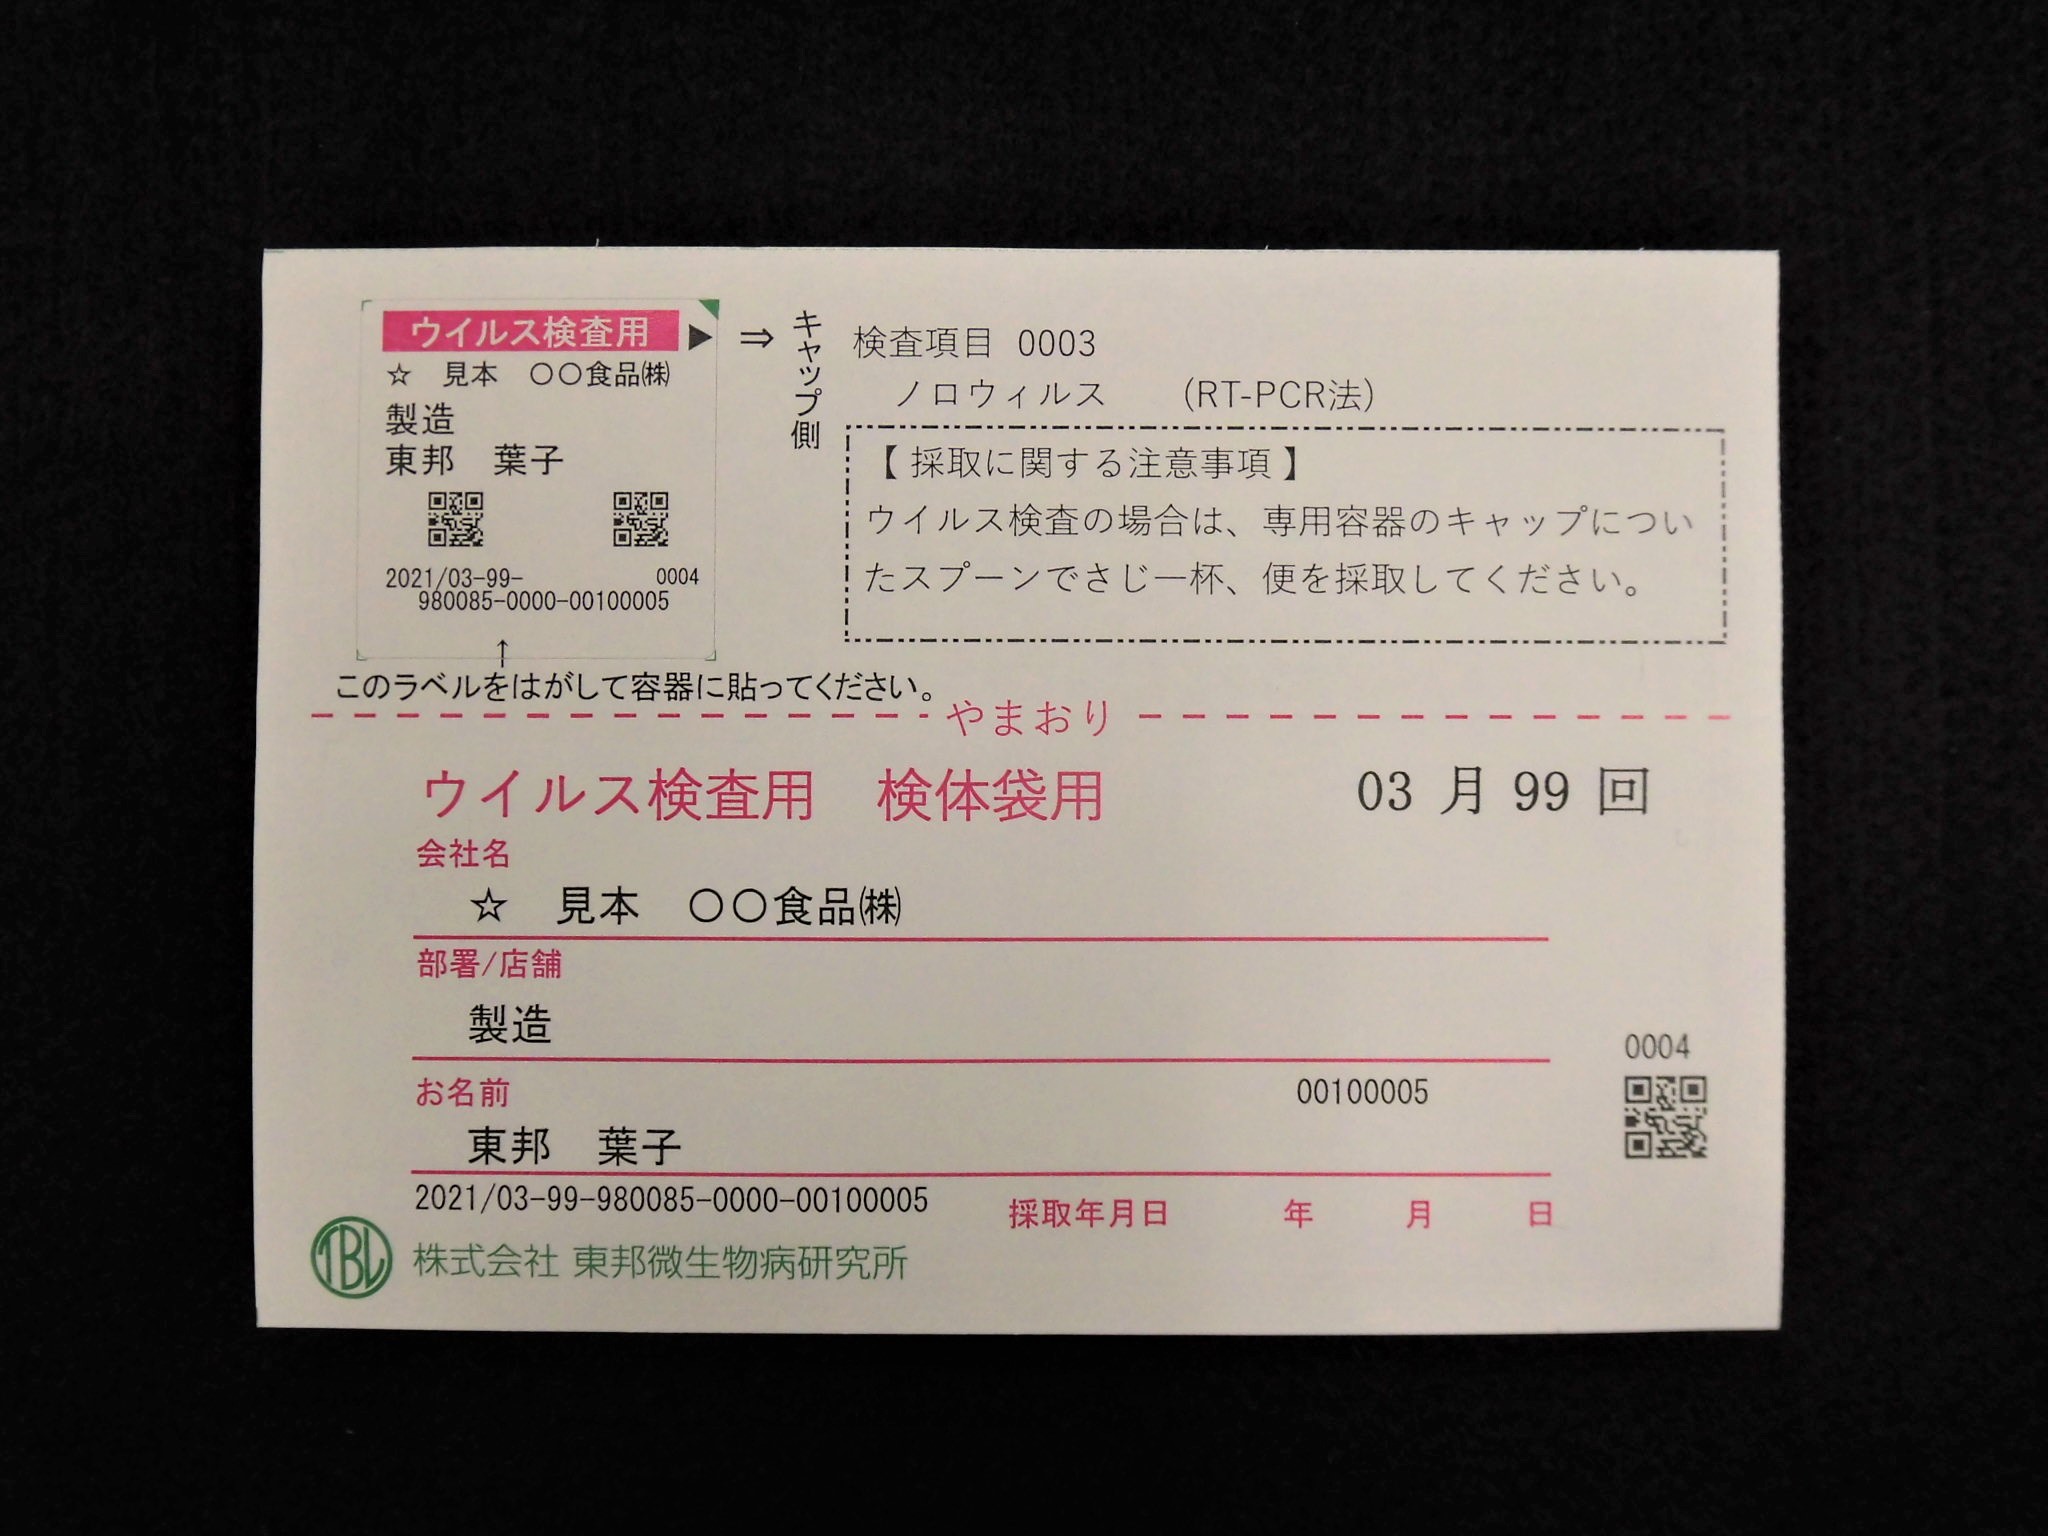 ウイルス検査用 ▶
☆ 見本 ○○食品㈱
製造
東邦 葉子
2021/03-99- 0004
980085-0000-00100005
↑
このラベルをはがして容器に貼ってください。
⇒ キャップ側
検査項目 0003
ノロウィルス (RT-PCR法)
【 採取に関する注意事項 】
ウイルス検査の場合は、専用容器のキャップについ
たスプーンでさじ一杯、便を採取してください。
やまおり
ウイルス検査用 検体袋用 03 月 99 回
会社名
☆ 見本 ○○食品㈱
部署/店舗
製造
0004
お名前 00100005
東邦 葉子
2021/03-99-980085-0000-00100005
採取年月日 年 月 日
TBL 株式会社 東邦微生物病研究所